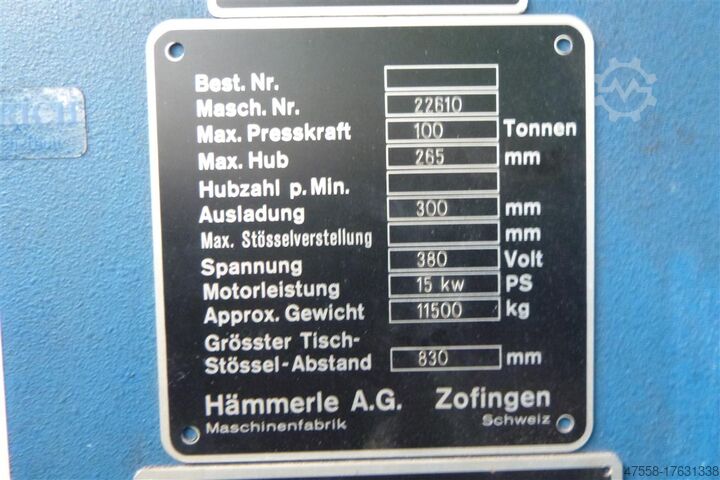 RICH
Best. Nr.
Masch. Nr. 22610
Max. Presskraft 100 Tonnen
Max. Hub 265 mm
Hubzahl p. Min.
Ausladung 300 mm
Max. Stösselverstellung mm
Spannung 380 Volt
Motorleistung 15 kw PS
Approx. Gewicht 11500 kg
Grösster Tisch-
Stössel-Abstand 830 mm
Hämmerle A.G. Zofingen
Maschinenfabrik Schweiz
47558-17631338